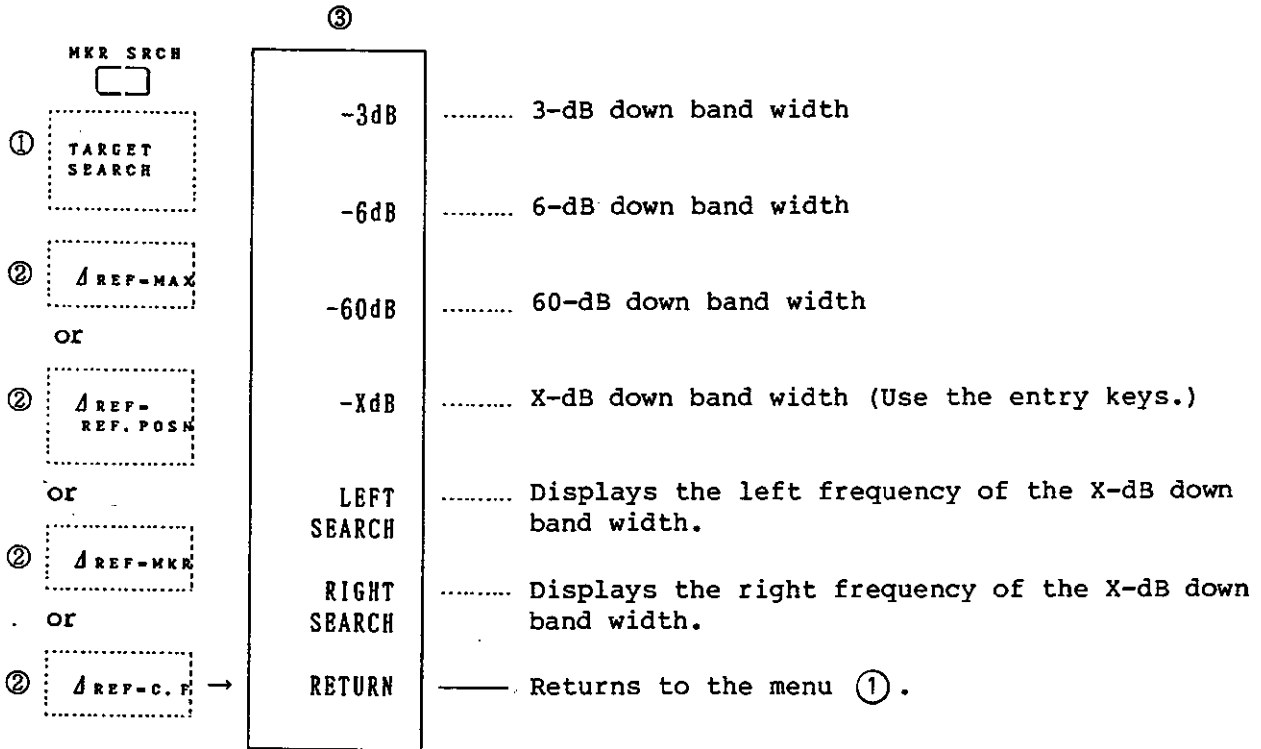 ③
MKR SRCH
① TARGET
SEARCH
② ⊿REF=MAX
or
② ⊿REF=
REF.POSN
or
② ⊿REF=MKR
or
② ⊿REF=C.F →
-3dB ......... 3-dB down band width
-6dB ......... 6-dB down band width
-60dB ......... 60-dB down band width
-XdB ......... X-dB down band width (Use the entry keys.)
LEFT ......... Displays the left frequency of the X-dB down
SEARCH band width.
RIGHT ......... Displays the right frequency of the X-dB down
SEARCH band width.
RETURN —— Returns to the menu ①.